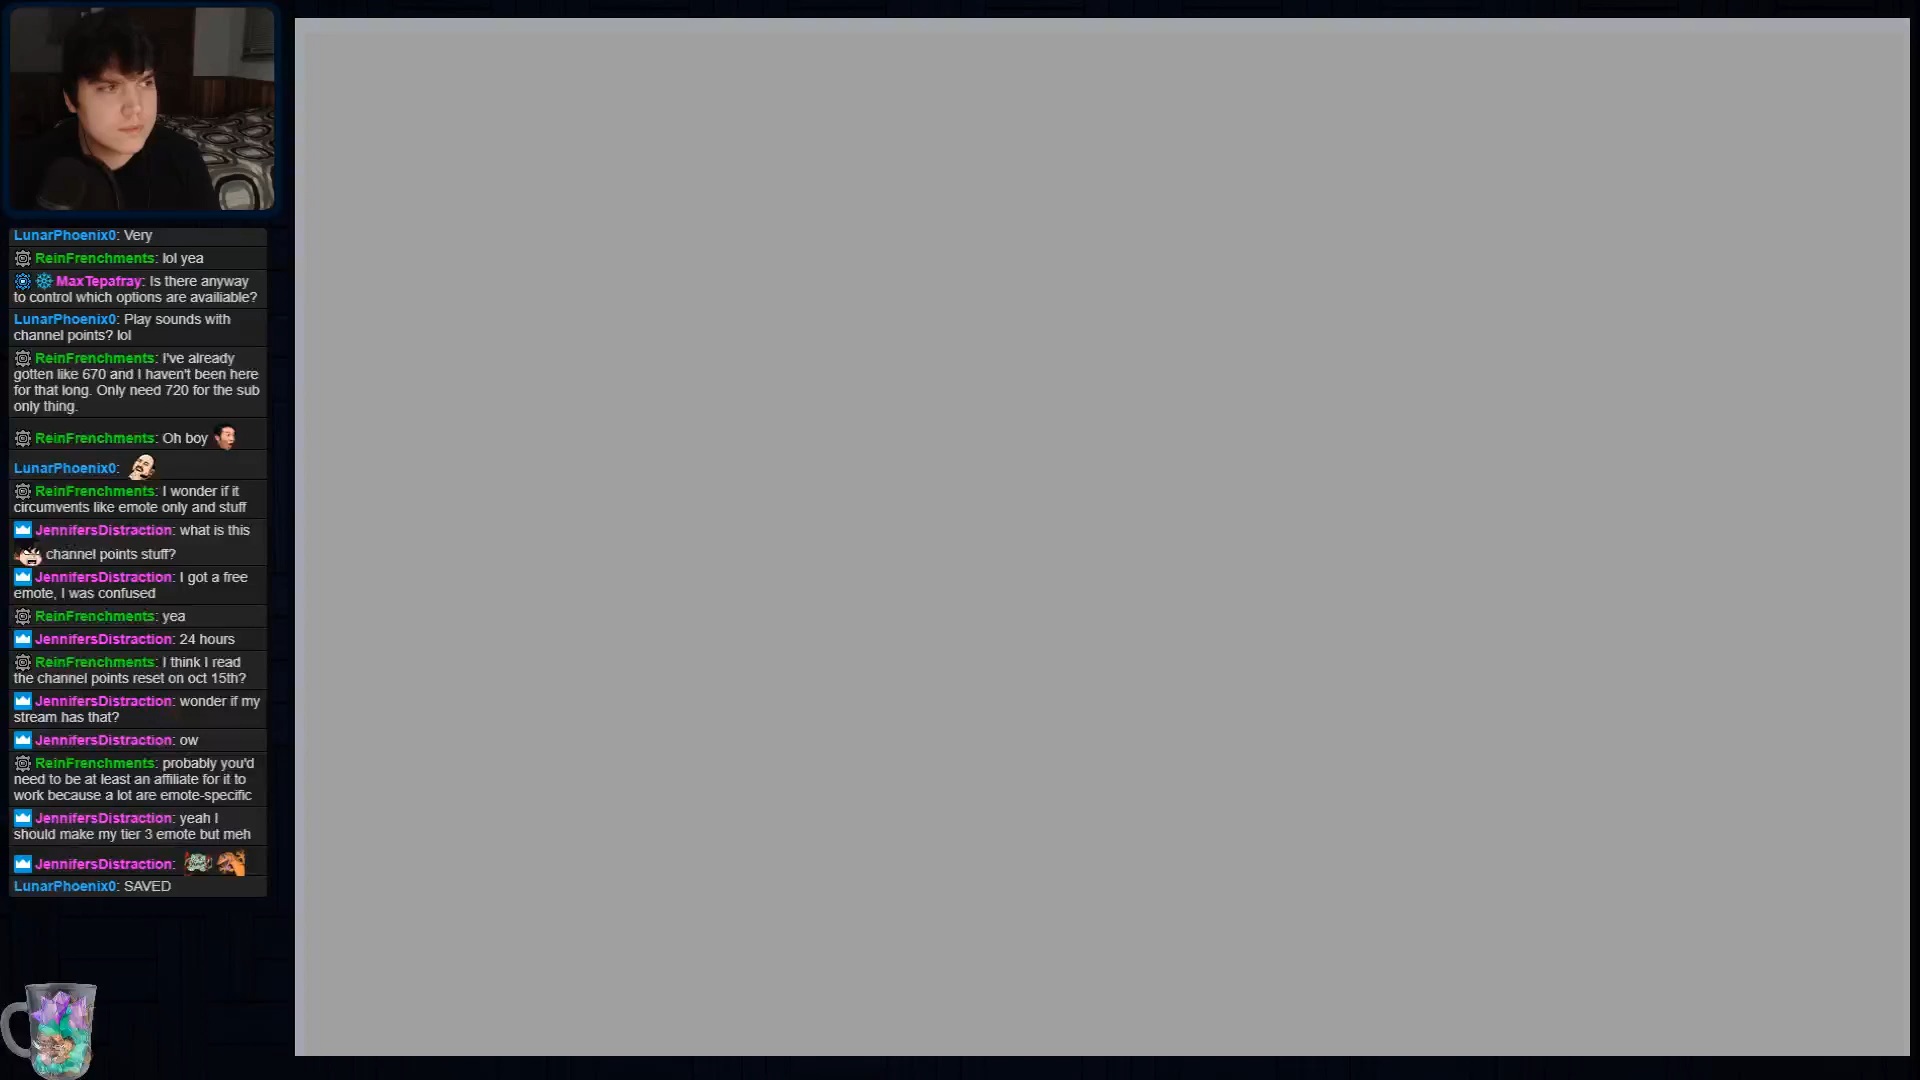 LunarPhoenix0: Very
ReinFrenchments: lol yea
MaxTepafray: Is there anyway
to control which options are availiable?
LunarPhoenix0: Play sounds with
channel points? lol
ReinFrenchments: I've already
gotten like 670 and I haven't been here
for that long. Only need 720 for the sub
only thing.
ReinFrenchments: Oh boy
LunarPhoenix0:
ReinFrenchments: I wonder if it
circumvents like emote only and stuff
JennifersDistraction: what is this
channel points stuff?
JennifersDistraction: I got a free
emote, I was confused
ReinFrenchments: yea
JennifersDistraction: 24 hours
ReinFrenchments: I think I read
the channel points reset on oct 15th?
JennifersDistraction: wonder if my
stream has that?
JennifersDistraction: ow
ReinFrenchments: probably you'd
need to be at least an affiliate for it to
work because a lot are emote-specific
JennifersDistraction: yeah I
should make my tier 3 emote but meh
JennifersDistraction:
LunarPhoenix0: SAVED